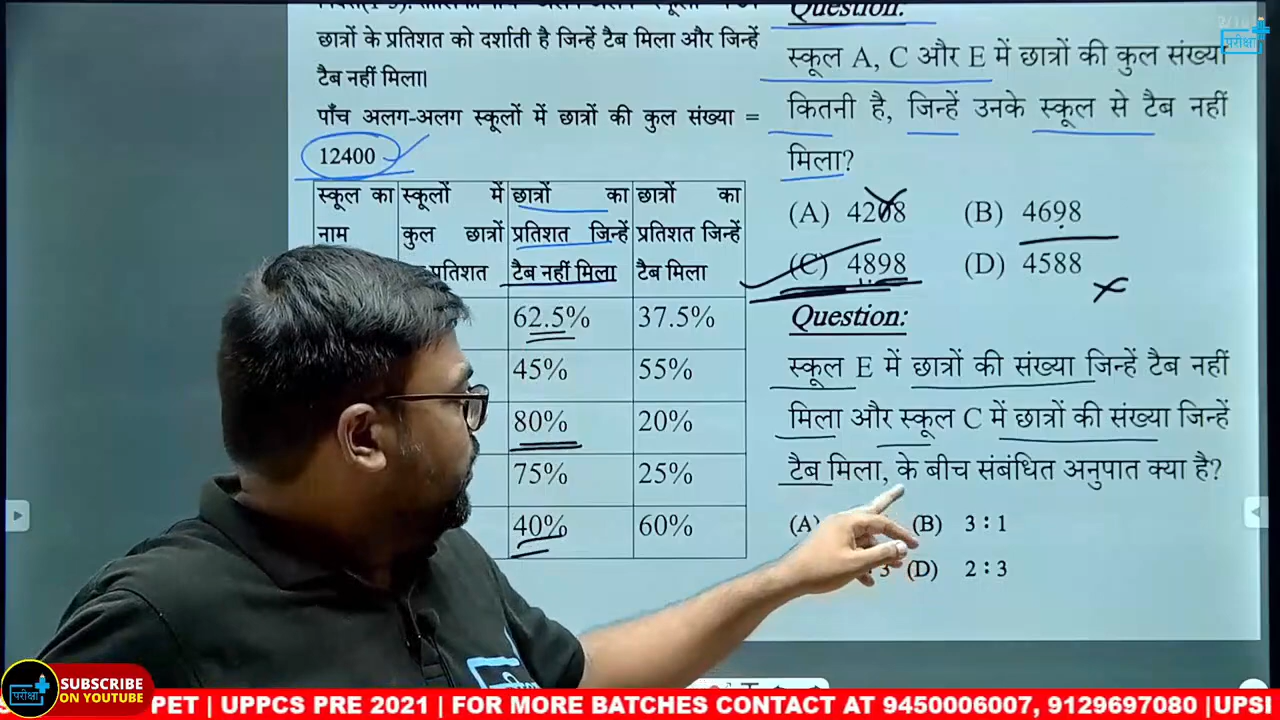 छात्रों के प्रतिशत को दर्शाती है जिन्हें टैब मिला और जिन्हें
टैब नहीं मिला।
पाँच अलग-अलग स्कूलों में छात्रों की कुल संख्या =
12400
स्कूल का नाम
स्कूलों में कुल छात्रों प्रतिशत
छात्रों का प्रतिशत जिन्हें टैब नहीं मिला
छात्रों का प्रतिशत जिन्हें टैब मिला
62.5% 37.5%
45% 55%
80% 20%
75% 25%
40% 60%
Question:
स्कूल A, C और E में छात्रों की कुल संख्या
कितनी है, जिन्हें उनके स्कूल से टैब नहीं
मिला?
(A) 4208 (B) 4698
(C) 4898 (D) 4588
Question:
स्कूल E में छात्रों की संख्या जिन्हें टैब नहीं
मिला और स्कूल C में छात्रों की संख्या जिन्हें
टैब मिला, के बीच संबंधित अनुपात क्या है?
(A) (B) 3 : 1
: 3 (D) 2 : 3
परीक्षा
परीक्षा
SUBSCRIBE
ON YOUTUBE
PET | UPPCS PRE 2021 | FOR MORE BATCHES CONTACT AT 9450006007, 9129697080 |UPSI